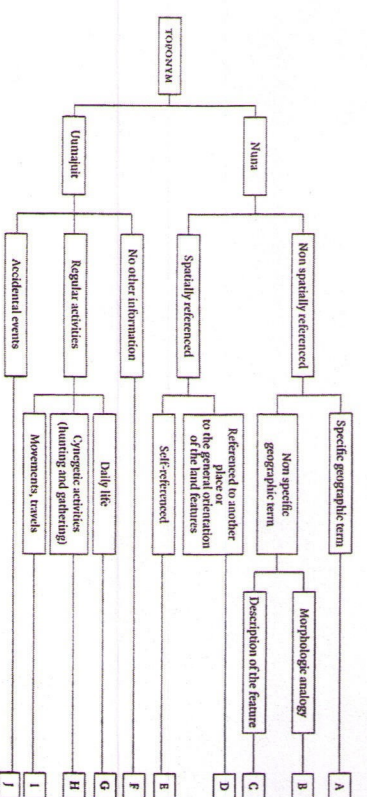 TOPONYM
Nuna
Uumajuit
Non spatially referenced
Spatially referenced
No other information
Regular activities
Accidental events
Specific geographic term
Non specific
geographic term
Referenced to another
place or
to the general orientation
of the land features
Self-referenced
Daily life
Cynegetic activities
(hunting and gathering)
Movements, travels
Morphologic analogy
Description of the feature
A
B
C
D
E
F
G
H
I
J